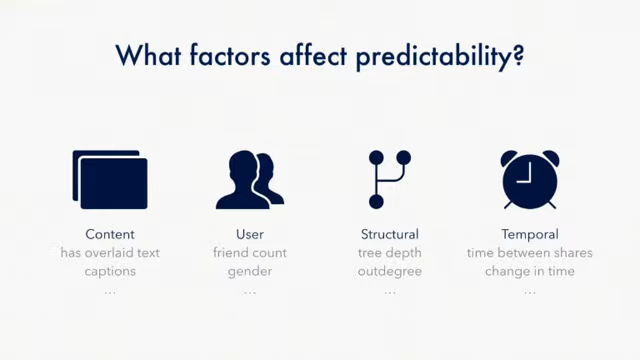 What factors affect predictability?
Content
has overlaid text
captions
...
User
friend count
gender
...
Structural
tree depth
outdegree
...
Temporal
time between shares
change in time
...